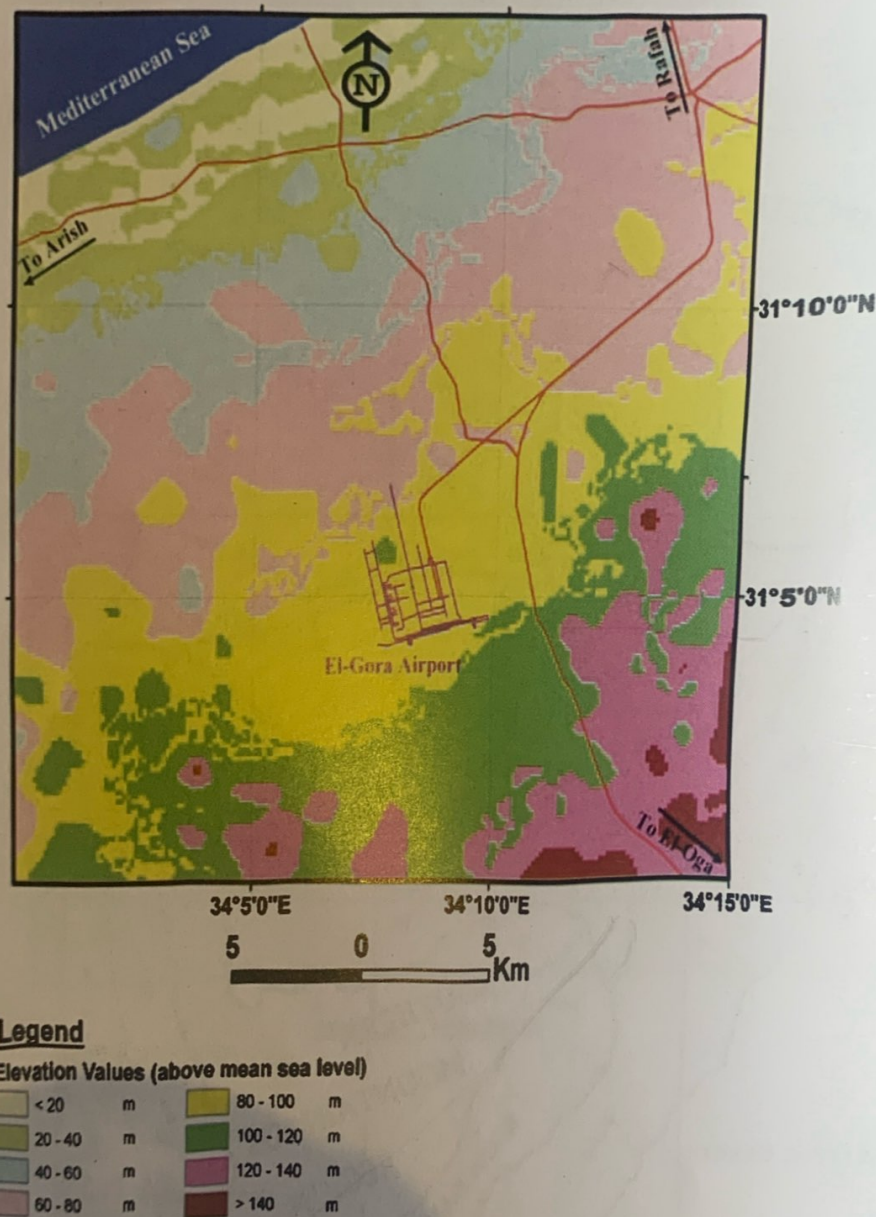 Mediterranean Sea
N
To Rafah
To Arish
31°10'0"N
31°5'0"N
El-Gora Airport
To El-Oga
34°5'0"E
34°10'0"E
34°15'0"E
5 0 5
Km
Legend
Elevation Values (above mean sea level)
<20 m
80 - 100 m
20 - 40 m
100 - 120 m
40 - 60 m
120 - 140 m
60 - 80 m
> 140 m